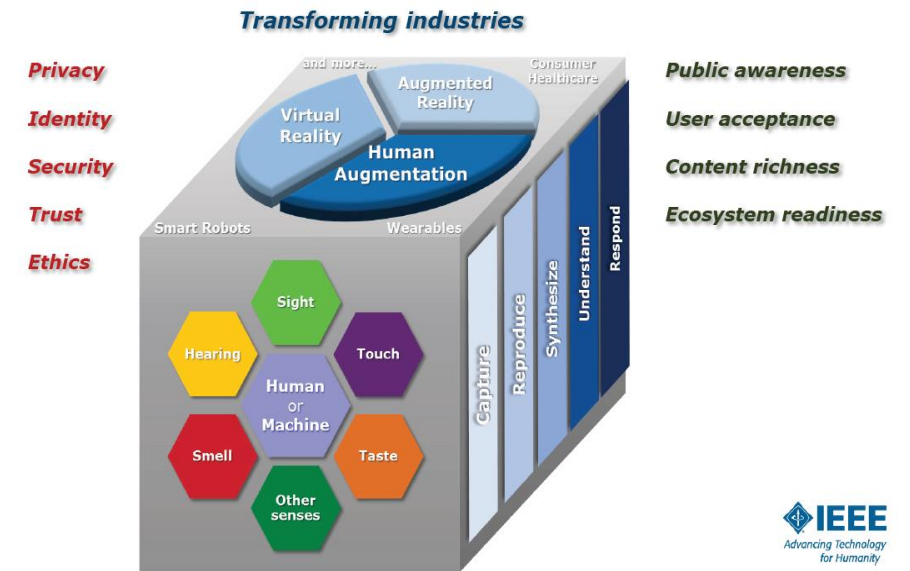 Transforming industries
Privacy
Identity
Security
Trust
Ethics
and more...
Consumer
Healthcare
Augmented
Reality
Virtual
Reality
Human
Augmentation
Smart Robots
Wearables
Sight
Hearing
Touch
Human
or
Machine
Smell
Taste
Other
senses
Capture
Reproduce
Synthesize
Understand
Respond
Public awareness
User acceptance
Content richness
Ecosystem readiness
IEEE
Advancing Technology
for Humanity